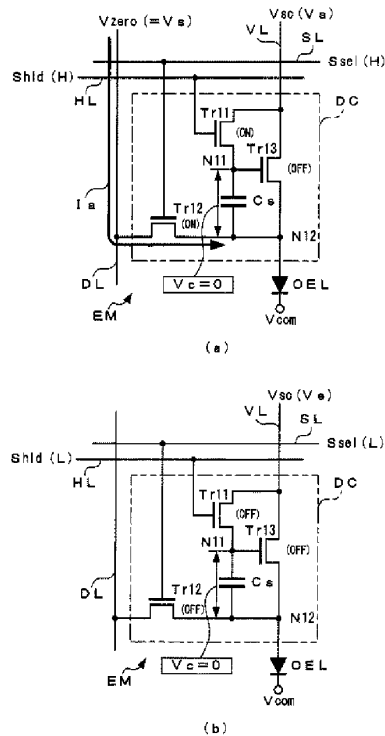 Vzero (=Va)
Vsc (Va)
VL
SL
Ssel (H)
Shld (H)
HL
DC
Tr11
(ON)
Tr13
N11
(OFF)
Ia
Cs
Tr12
(ON)
N12
DL
Vc=0
OEL
EM
Vcom
(a)
Vsc (Ve)
VL
SL
Ssel (L)
Shld (L)
HL
DC
Tr11
(OFF)
Tr13
N11
(OFF)
DL
Tr12
Cs
(OFF)
N12
Vc=0
OEL
EM
Vcom
(b)